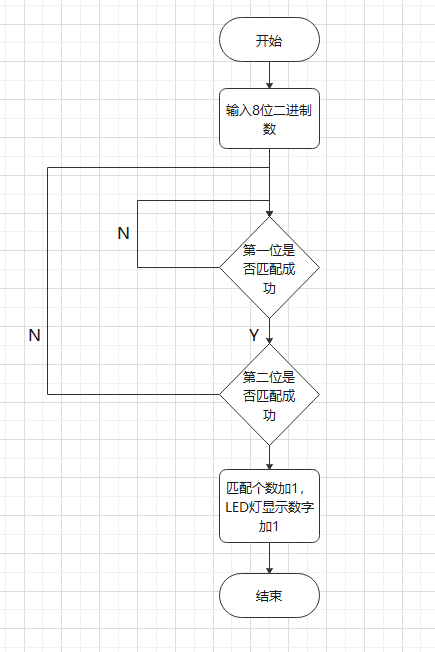 开始
输入8位二进制
数
N
第一位是
否匹配成
功
N
Y
第二位是
否匹配成
功
匹配个数加1，
LED灯显示数字
加1
结束